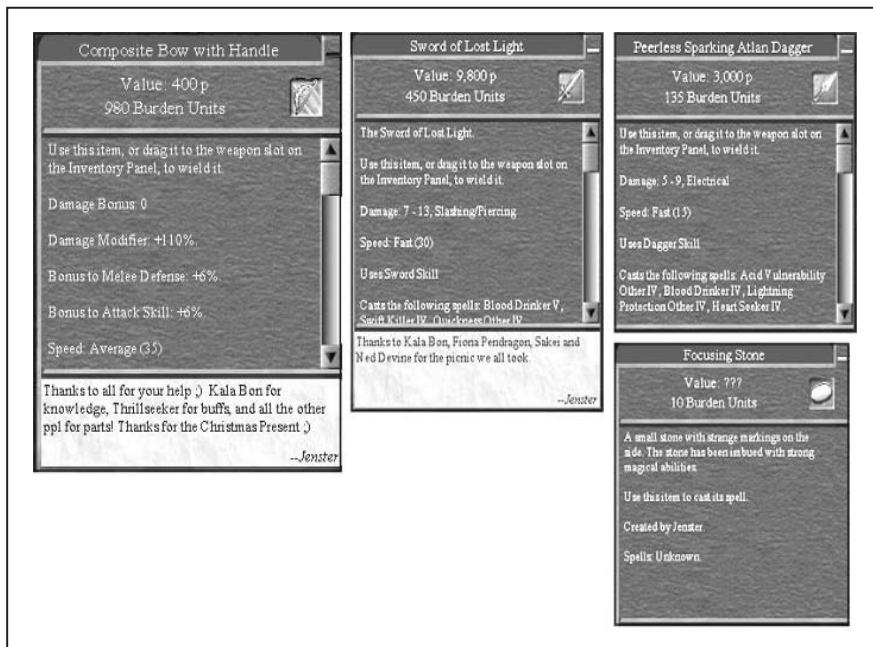 Composite Bow with Handle
Value: 400 p
980 Burden Units
Use this item, or drag it to the weapon slot on
the Inventory Panel, to wield it.
Damage Bonus: 0
Damage Modifier: +110%.
Bonus to Melee Defense: +6%.
Bonus to Attack Skill: +6%.
Speed: Average (35)
Thanks to all for your help ;) Kala Bon for
knowledge, Thrillseeker for buffs, and all the other
ppl for parts! Thanks for the Christmas Present ;)
--Jenster
Sword of Lost Light
Value: 9,800 p
450 Burden Units
The Sword of Lost Light.
Use this item, or drag it to the weapon slot on
the Inventory Panel, to wield it.
Damage: 7 - 13, Slashing/Piercing
Speed: Fast (30)
Uses Sword Skill
Casts the following spells: Blood Drinker V,
Swift Killer IV, Quickness Other IV
Thanks to Kala Bon, Fiona Pendragon, Sakei and
Ned Devine for the picnic we all took.
--Jenster
Peerless Sparking Atlan Dagger
Value: 3,000 p
135 Burden Units
Use this item, or drag it to the weapon slot on
the Inventory Panel, to wield it.
Damage: 5 - 9, Electrical
Speed: Fast (15)
Uses Dagger Skill
Casts the following spells: Acid Vulnerability
Other IV, Blood Drinker IV, Lightning
Protection Other IV, Heart Seeker IV.
Focusing Stone
Value: ???
10 Burden Units
A small stone with strange markings on the
side. The stone has been imbued with strong
magical abilities.
Use this item to cast its spell.
Created by Jenster.
Spells: Unknown.